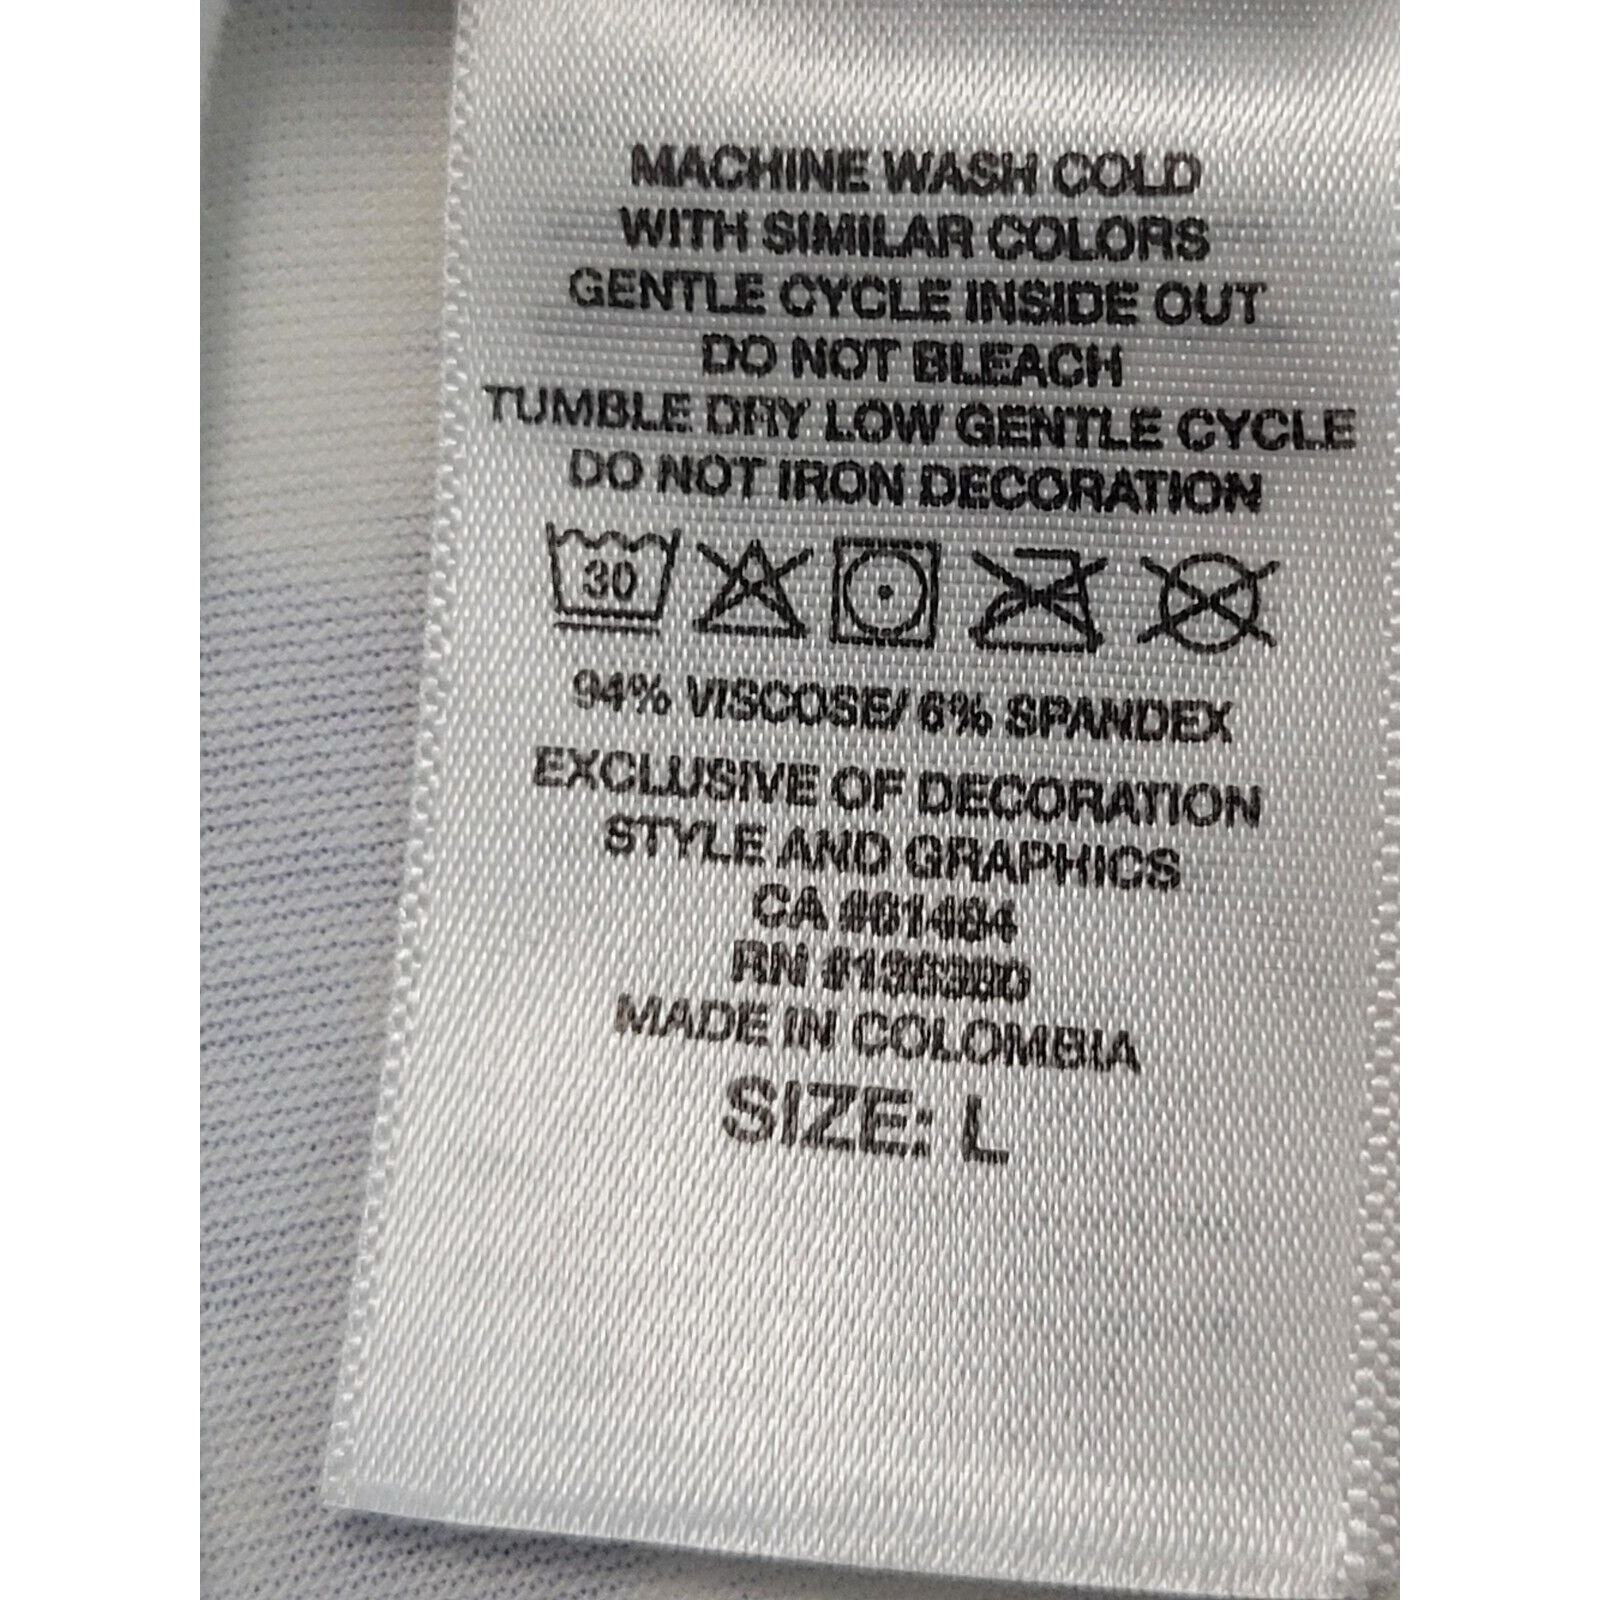 MACHINE WASH COLD
WITH SIMILAR COLORS
GENTLE CYCLE INSIDE OUT
DO NOT BLEACH
TUMBLE DRY LOW GENTLE CYCLE
DO NOT IRON DECORATION
30
94% VISCOSE/ 6% SPANDEX
EXCLUSIVE OF DECORATION
STYLE AND GRAPHICS
CA #61484
RN
MADE IN COLOMBIA
SIZE: L